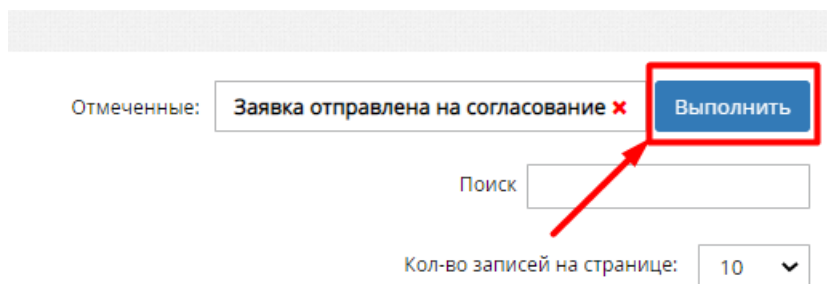 Отмеченные: Заявка отправлена на согласование × Выполнить
Поиск
Кол-во записей на странице: 10